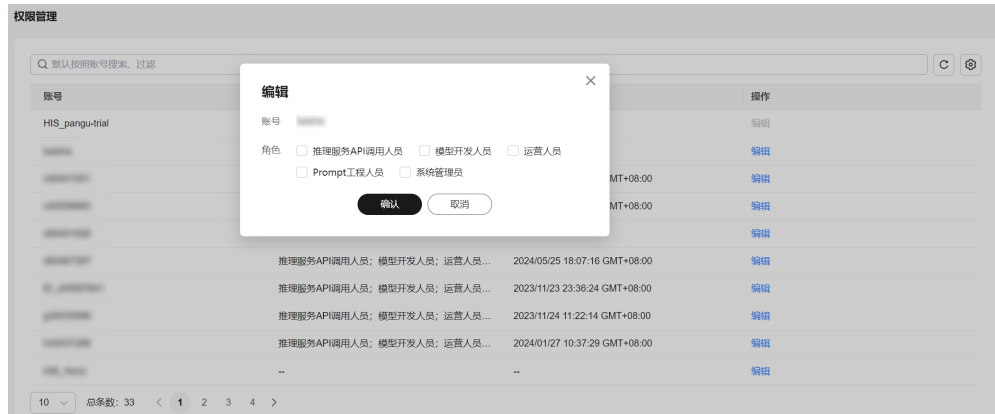 权限管理
默认按照账号搜索、过滤
账号
操作
HIS_pangu-trial
编辑
编辑
编辑
MT+08:00
编辑
MT+08:00
编辑
编辑
推理服务API调用人员；模型开发人员；运营人员... 2024/05/25 18:07:16 GMT+08:00 编辑
推理服务API调用人员；模型开发人员；运营人员... 2023/11/23 23:36:24 GMT+08:00 编辑
推理服务API调用人员；模型开发人员；运营人员... 2023/11/24 11:22:14 GMT+08:00 编辑
推理服务API调用人员；模型开发人员；运营人员... 2024/01/27 10:37:29 GMT+08:00 编辑
-- -- 编辑
10 总条数：33 < 1 2 3 4 >
编辑
账号
角色 推理服务API调用人员 模型开发人员 运营人员
Prompt工程人员 系统管理员
确认 取消